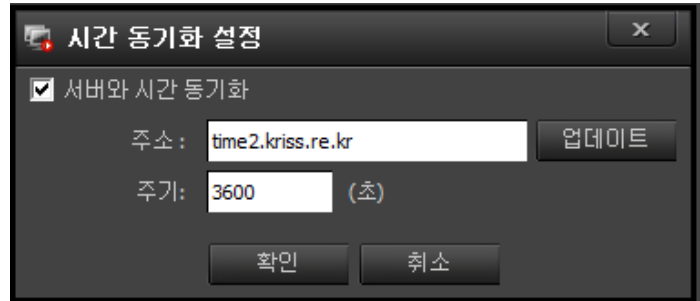 시간 동기화 설정
서버와 시간 동기화
주소 : time2.kriss.re.kr 업데이트
주기: 3600 (초)
확인 취소